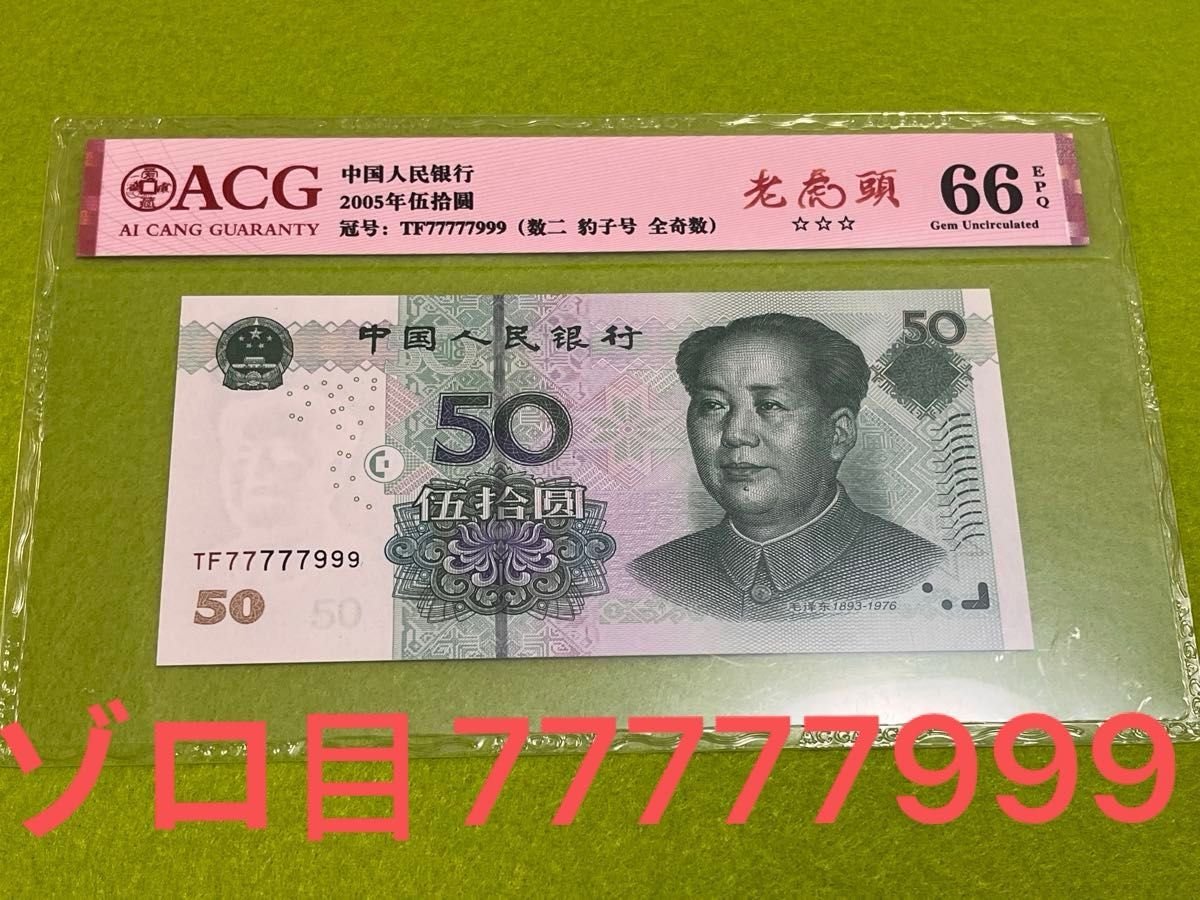 ACG
AI CANG GUARANTY
中国人民银行
2005年伍拾圆
冠号：TF77777999（数二 豹子号 全奇数）
老虎頭
☆☆☆
66 EPQ
Gem Uncirculated
中国人民银行
50
50
伍拾圆
TF77777999
50
50
毛泽东1893-1976
ゾロ目77777999